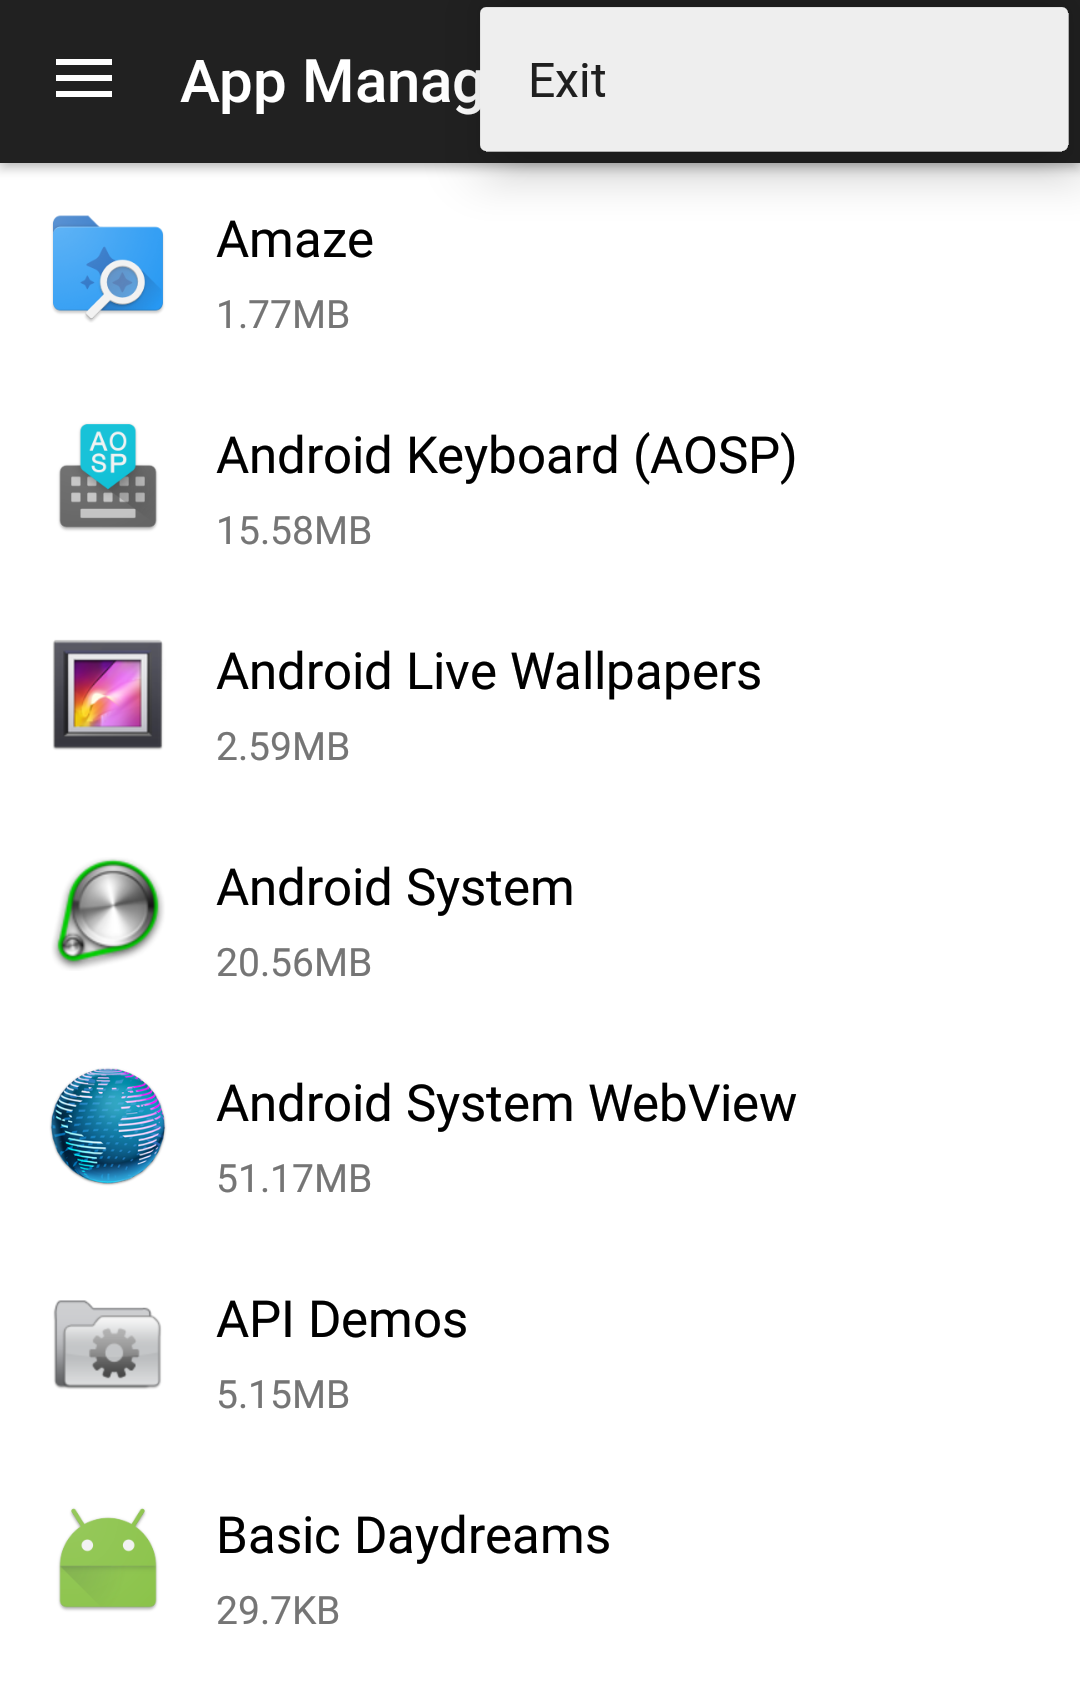 App Manag
Exit
Amaze
1.77MB
AO
SP
Android Keyboard (AOSP)
15.58MB
Android Live Wallpapers
2.59MB
Android System
20.56MB
Android System WebView
51.17MB
API Demos
5.15MB
Basic Daydreams
29.7KB